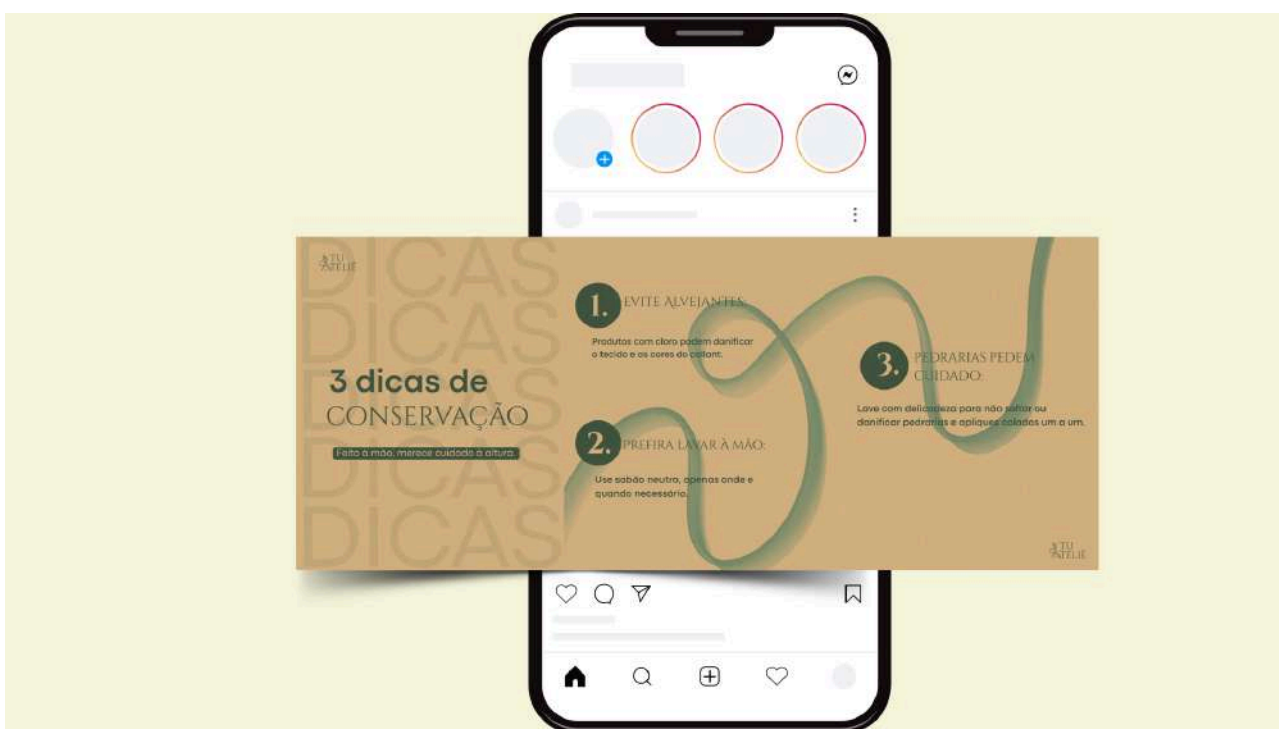 TU
ATELIÊ
DICAS
DICAS
DICAS
DICAS
DICAS
3 dicas de
CONSERVAÇÃO
Feito à mão, merece cuidado à altura.
1. EVITE ALVEJANTES:
Produtos com cloro podem danificar
o tecido e as cores do collant.
2. PREFIRA LAVAR À MÃO:
Use sabão neutro, apenas onde e
quando necessário.
3. PEDRARIAS PEDEM
CUIDADO:
Lave com delicadeza para não soltar ou
danificar pedrarias e apliques colados um a um.
TU
ATELIÊ